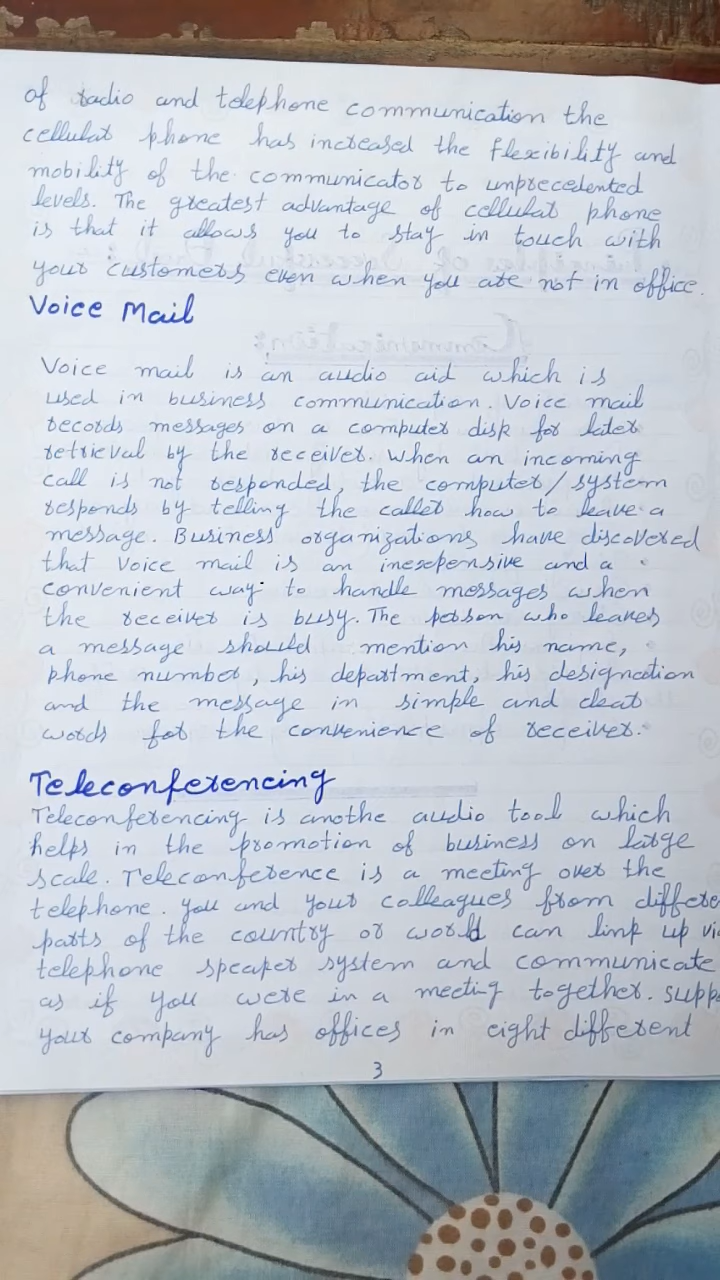 of radio and telephone communication the
cellular phone has increased the flexibility and
mobility of the communicator to unprecedented
levels. The greatest advantage of cellular phone
is that it allows you to stay in touch with
your customers even when you are not in office.
Voice Mail
Voice mail is an audio aid which is
used in business communication. Voice mail
records messages on a computer disk for later
retrieval by the receiver. When an incoming
call is not responded, the computer/system
responds by telling the caller how to leave a
message. Business organizations have discovered
that voice mail is an inexpensive and a
convenient way to handle messages when
the receiver is busy. The person who leaves
a message should mention his name,
phone number, his department, his designation
and the message in simple and clear
words for the convenience of receiver.
Teleconferencing
Teleconferencing is anothe audio tool which
helps in the promotion of business on large
scale. Teleconference is a meeting over the
telephone. you and your colleagues from differe
parts of the country or world can link up vi
telephone speaker system and communicate
as if you were in a meeting together. supp
your company has offices in eight different
3